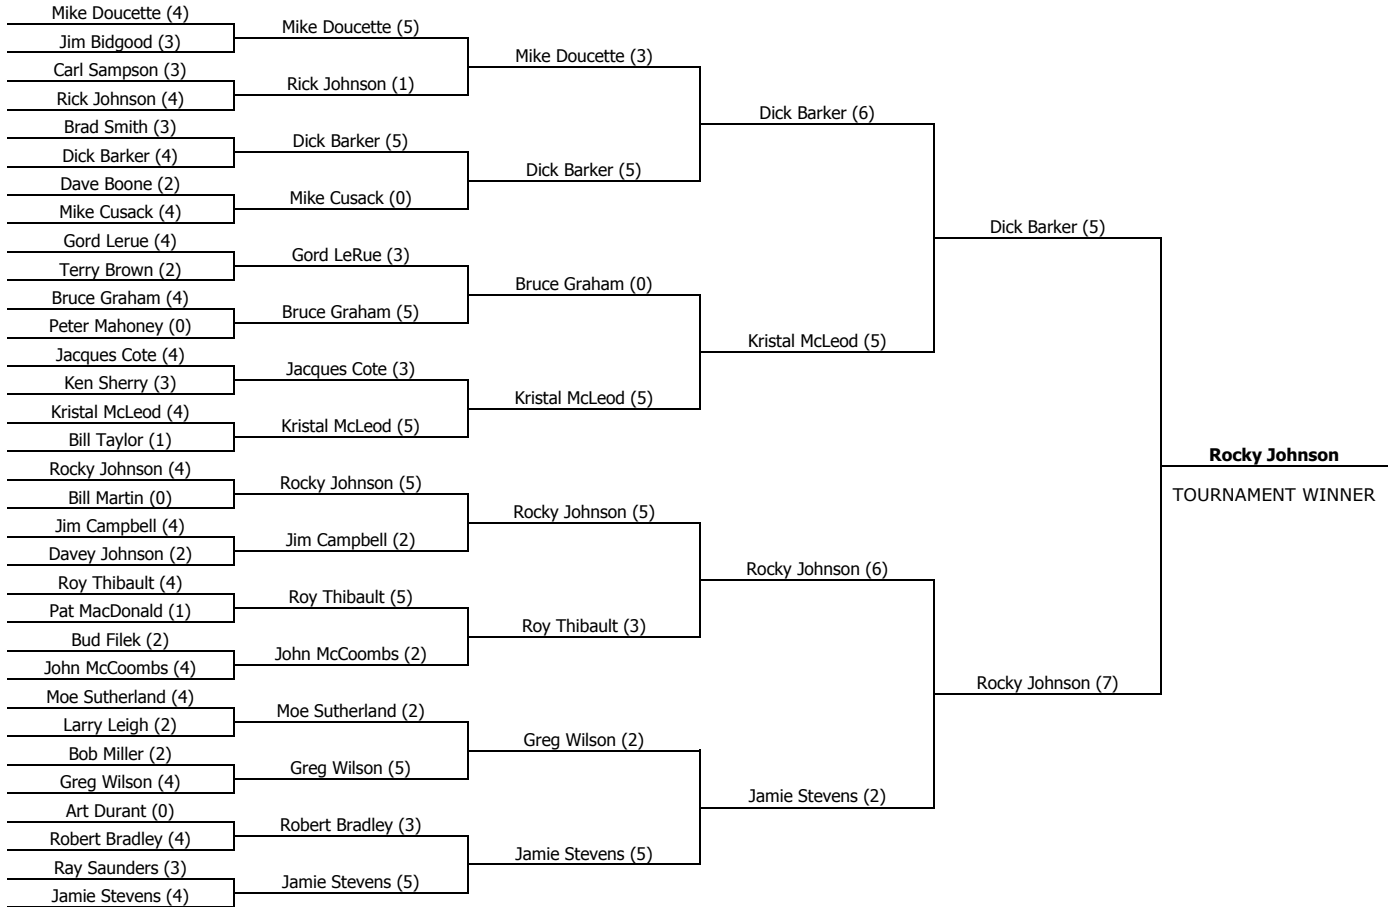 Mike Doucette (4)
Jim Bidgood (3)
Carl Sampson (3)
Rick Johnson (4)
Brad Smith (3)
Dick Barker (4)
Dave Boone (2)
Mike Cusack (4)
Gord Lerue (4)
Terry Brown (2)
Bruce Graham (4)
Peter Mahoney (0)
Jacques Cote (4)
Ken Sherry (3)
Kristal McLeod (4)
Bill Taylor (1)
Rocky Johnson (4)
Bill Martin (0)
Jim Campbell (4)
Davey Johnson (2)
Roy Thibault (4)
Pat MacDonald (1)
Bud Filek (2)
John McCoombs (4)
Moe Sutherland (4)
Larry Leigh (2)
Bob Miller (2)
Greg Wilson (4)
Art Durant (0)
Robert Bradley (4)
Ray Saunders (3)
Jamie Stevens (4)
Mike Doucette (5)
Rick Johnson (1)
Dick Barker (5)
Mike Cusack (0)
Gord LeRue (3)
Bruce Graham (5)
Jacques Cote (3)
Kristal McLeod (5)
Rocky Johnson (5)
Jim Campbell (2)
Roy Thibault (5)
John McCoombs (2)
Moe Sutherland (2)
Greg Wilson (5)
Robert Bradley (3)
Jamie Stevens (5)
Mike Doucette (3)
Dick Barker (5)
Bruce Graham (0)
Kristal McLeod (5)
Rocky Johnson (5)
Roy Thibault (3)
Greg Wilson (2)
Jamie Stevens (5)
Dick Barker (6)
Kristal McLeod (5)
Rocky Johnson (6)
Jamie Stevens (2)
Dick Barker (5)
Rocky Johnson (7)
Rocky Johnson
TOURNAMENT WINNER